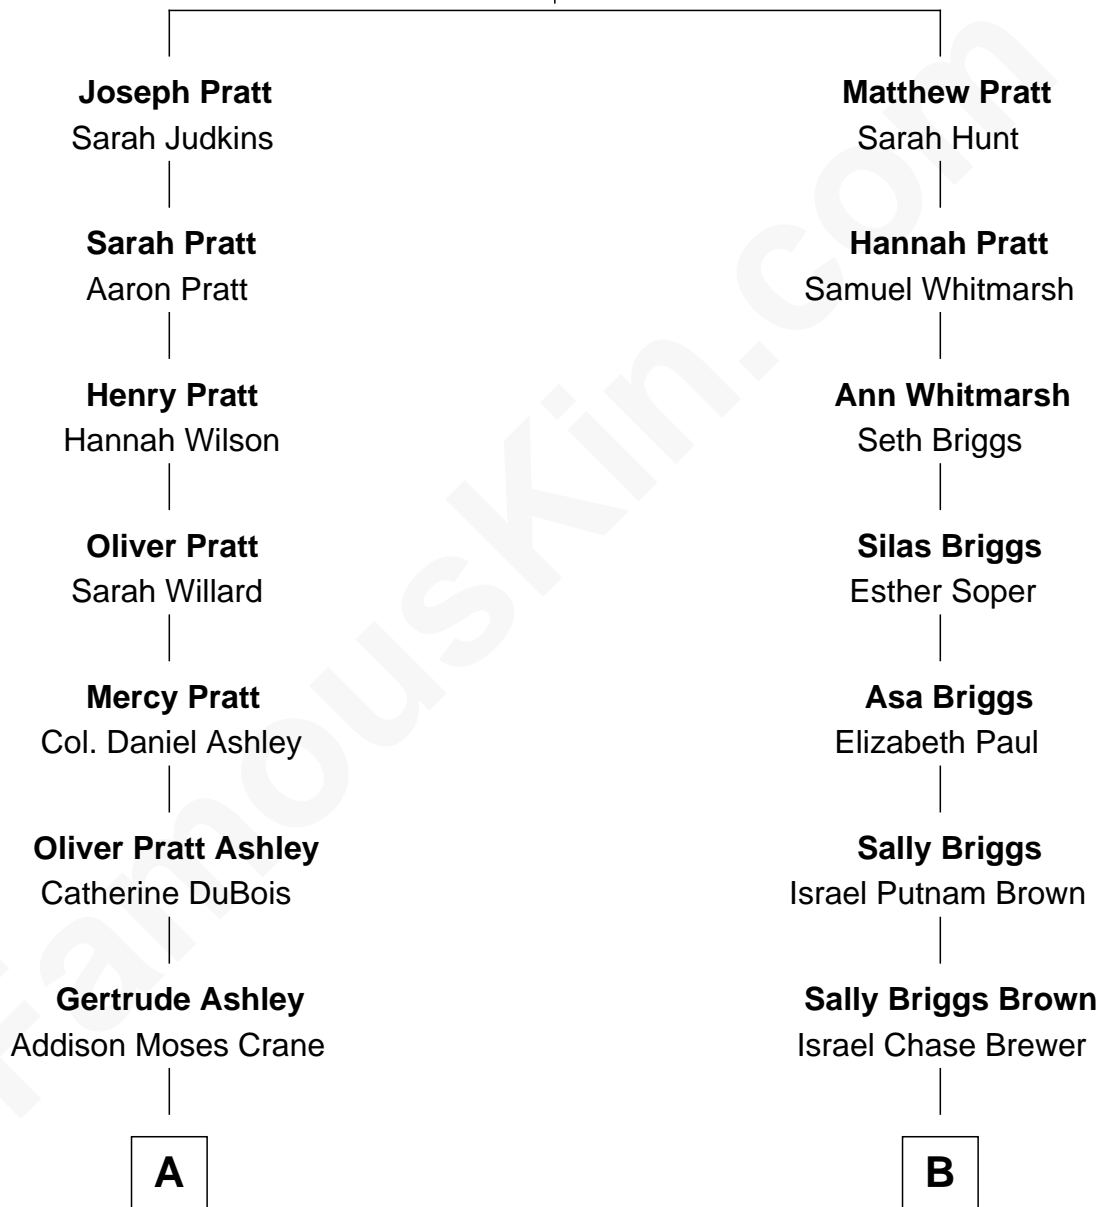 Joseph Pratt
Sarah Judkins
Matthew Pratt
Sarah Hunt
Sarah Pratt
Aaron Pratt
Hannah Pratt
Samuel Whitmarsh
Henry Pratt
Hannah Wilson
Ann Whitmarsh
Seth Briggs
Oliver Pratt
Sarah Willard
Silas Briggs
Esther Soper
Mercy Pratt
Col. Daniel Ashley
Asa Briggs
Elizabeth Paul
Oliver Pratt Ashley
Catherine DuBois
Sally Briggs
Israel Putnam Brown
Gertrude Ashley
Addison Moses Crane
Sally Briggs Brown
Israel Chase Brewer
A
B
FamousKin.com